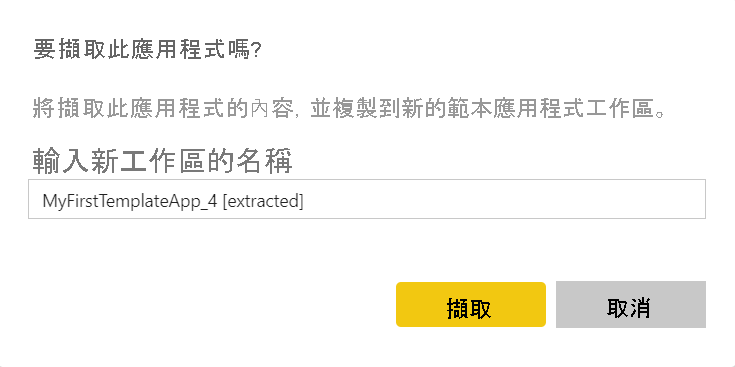 要擷取此應用程式嗎?
將擷取此應用程式的內容, 並複製到新的範本應用程式工作區。
輸入新工作區的名稱
MyFirstTemplateApp_4 [extracted]
擷取
取消